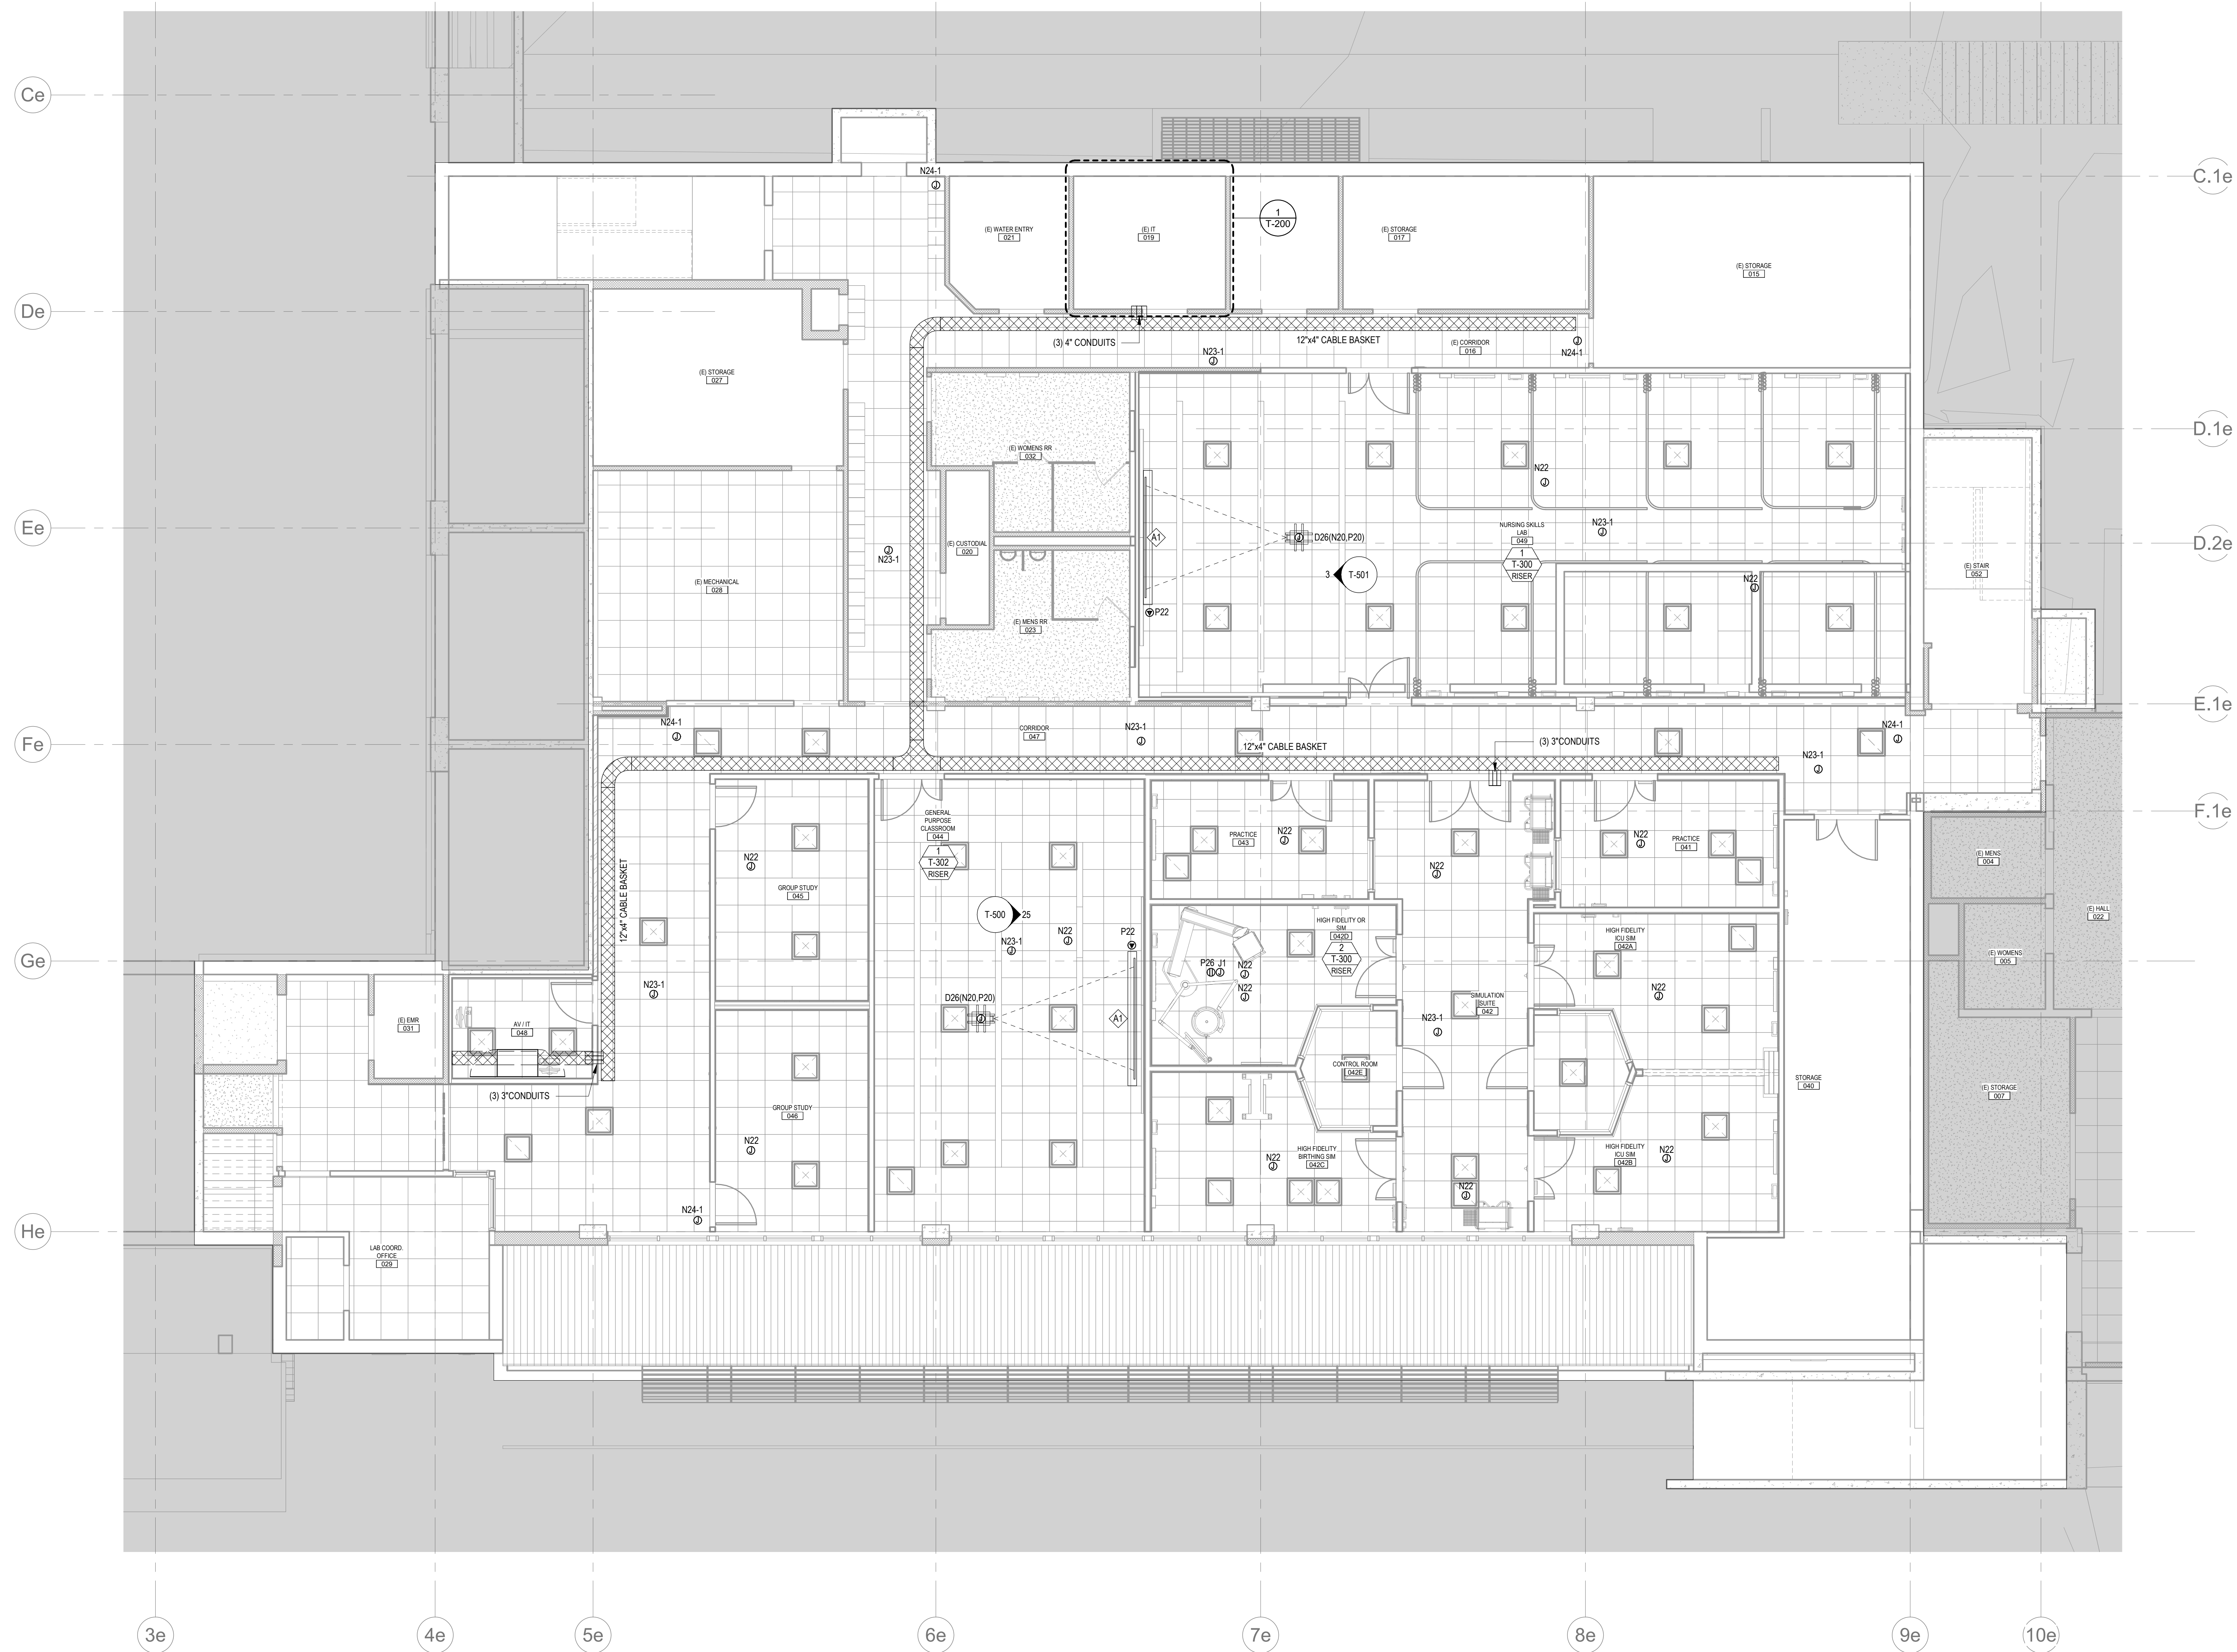 Ce
C.1e
N24-1
J
(E) WATER ENTRY
021
(E) IT
019
1
T-200
(E) STORAGE
017
(E) STORAGE
015
De
(3) 4" CONDUITS
N23-1
J
12"x4" CABLE BASKET
(E) CORRIDOR
016
N24-1
J
(E) STORAGE
027
D.1e
(E) WOMENS RR
032
N22
J
Ee
(E) CUSTODIAL
020
J
N23-1
A1
J
D26(N20,P20)
NURSING SKILLS
LAB
049
1
T-300
RISER
N23-1
J
D.2e
3
T-501
(E) STAIR
052
(E) MECHANICAL
028
N22
J
P22
(E) MENS RR
023
E.1e
N24-1
J
CORRIDOR
047
N23-1
J
12"x4" CABLE BASKET
(3) 3"CONDUITS
N24-1
J
N23-1
J
Fe
F.1e
GENERAL
PURPOSE
CLASSROOM
044
1
T-302
RISER
PRACTICE
043
N22
J
N22
J
N22
J
PRACTICE
041
(E) MENS
004
12"x4" CABLE BASKET
N22
J
GROUP STUDY
045
T-500
25
N23-1
J
N22
J
P22
HIGH FIDELITY OR
SIM
042D
2
T-300
RISER
HIGH FIDELITY
ICU SIM
042A
(E) HALL
022
(E) WOMENS
005
Ge
N23-1
J
P26
J1
J
N22
J
N22
J
N22
J
D26(N20,P20)
J
A1
SIMULATION
SUITE
042
N23-1
J
(E) EMR
031
AV / IT
048
CONTROL ROOM
042E
STORAGE
040
(E) STORAGE
007
(3) 3"CONDUITS
GROUP STUDY
046
N22
J
HIGH FIDELITY
BIRTHING SIM
042C
N22
J
HIGH FIDELITY
ICU SIM
042B
N22
J
N22
J
N24-1
J
He
LAB COORD.
OFFICE
029
3e
4e
5e
6e
7e
8e
9e
10e